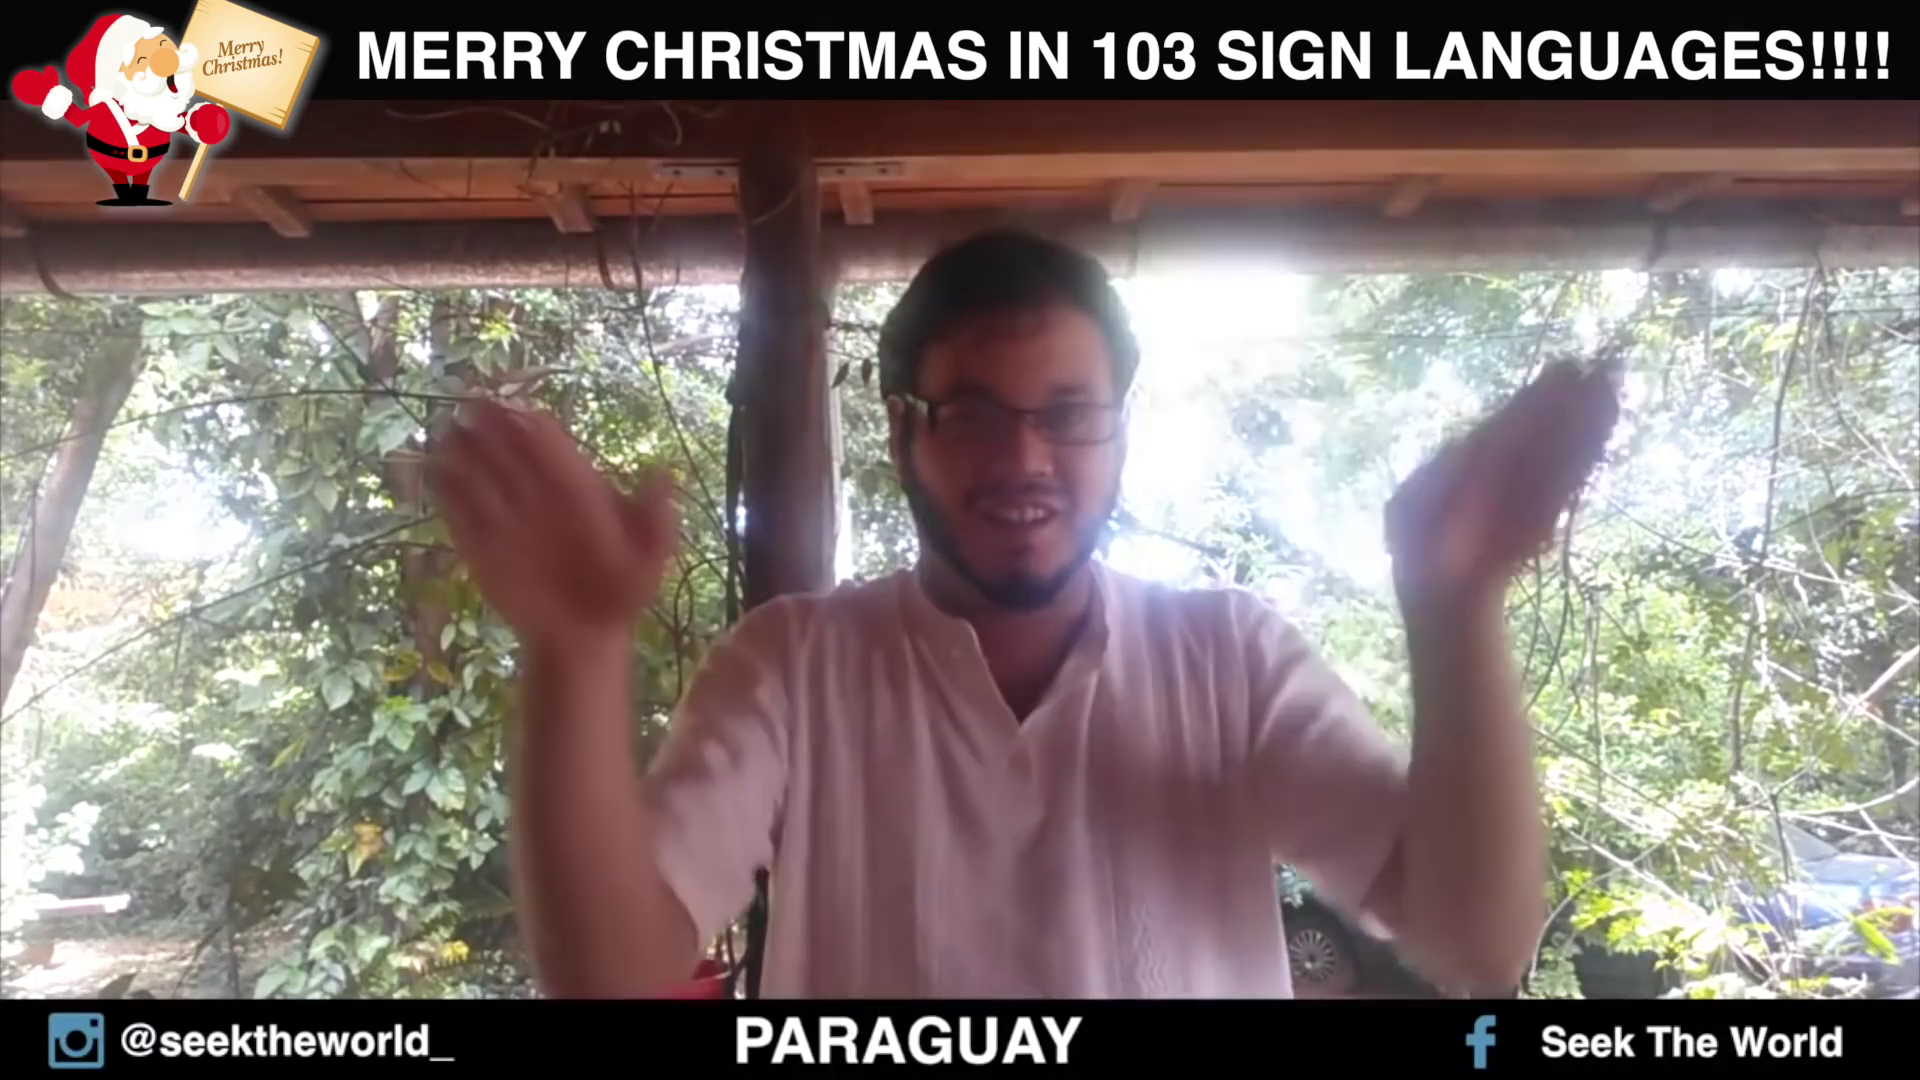 Merry
Christmas!
MERRY CHRISTMAS IN 103 SIGN LANGUAGES!!!!
@seektheworld_
PARAGUAY
Seek The World